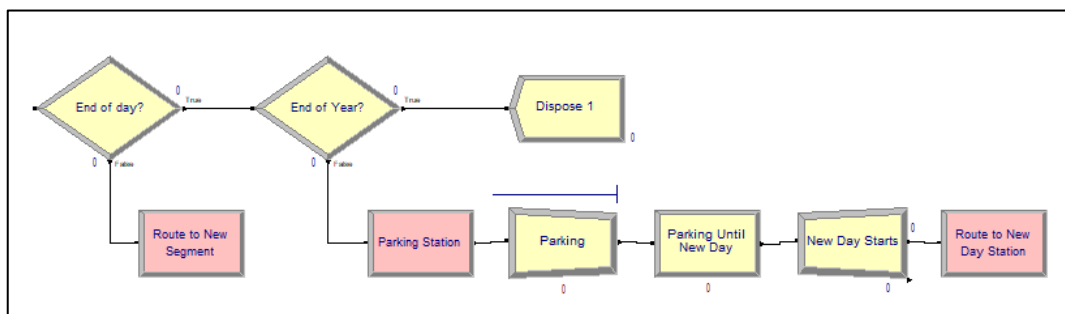 0
0
End of day?
True
End of Year?
True
Dispose 1
0
0
False
0
False
Route to New
Segment
Parking Station
Parking
Parking Until
New Day
New Day Starts
0
Route to New
Day Station
0
0
0